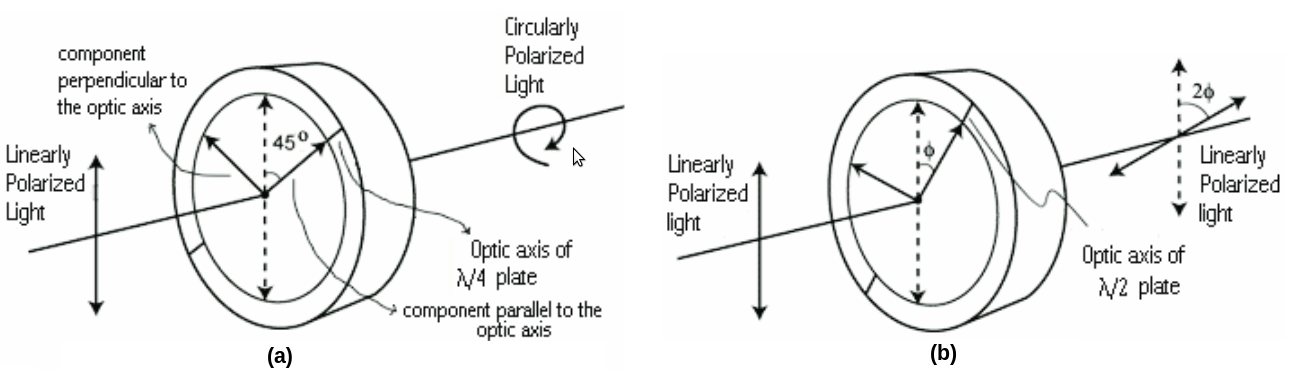 component
perpendicular to
the optic axis
Linearly
Polarized
Light
45°
Circularly
Polarized
Light
Optic axis of
λ/4 plate
component parallel to the
optic axis
(a)
Linearly
Polarized
light
ϕ
2ϕ
Linearly
Polarized
light
Optic axis of
λ/2 plate
(b)